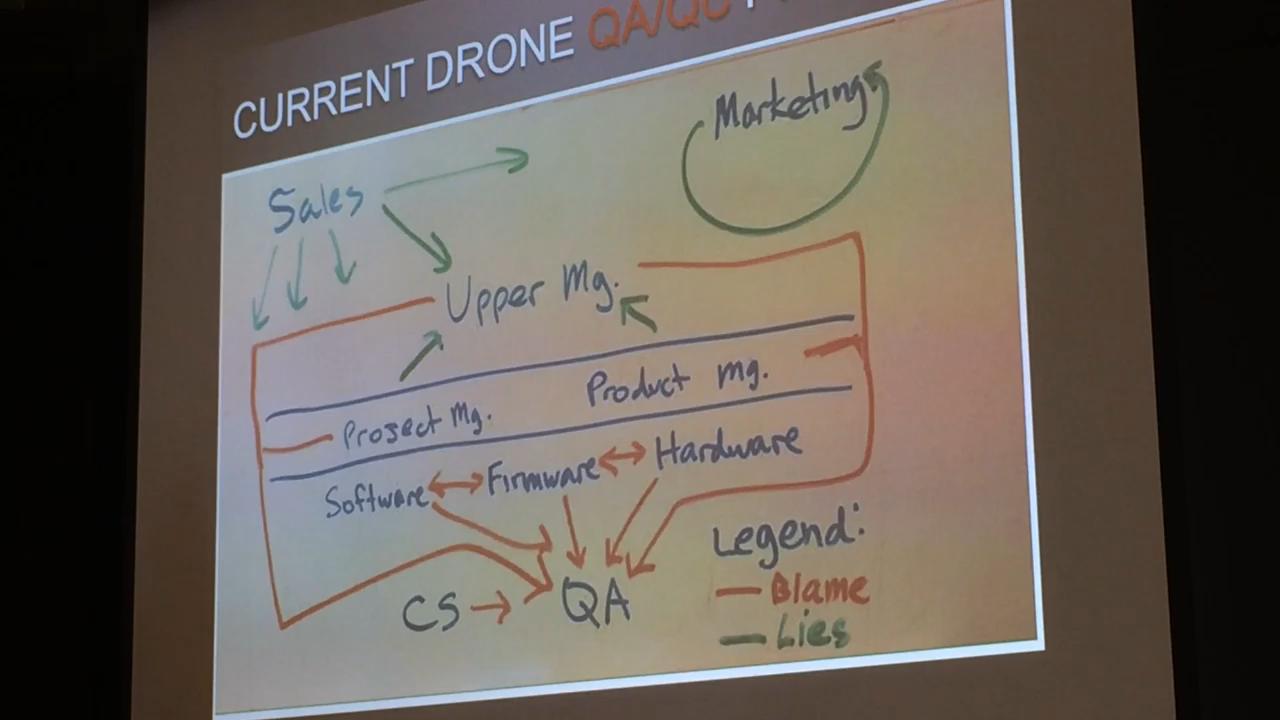 CURRENT DRONE QA/QC
Marketing
Sales
Upper Mg.
Product mg.
Project Mg.
Software Firmware Hardware
Legend:
CS QA
Blame
Lies